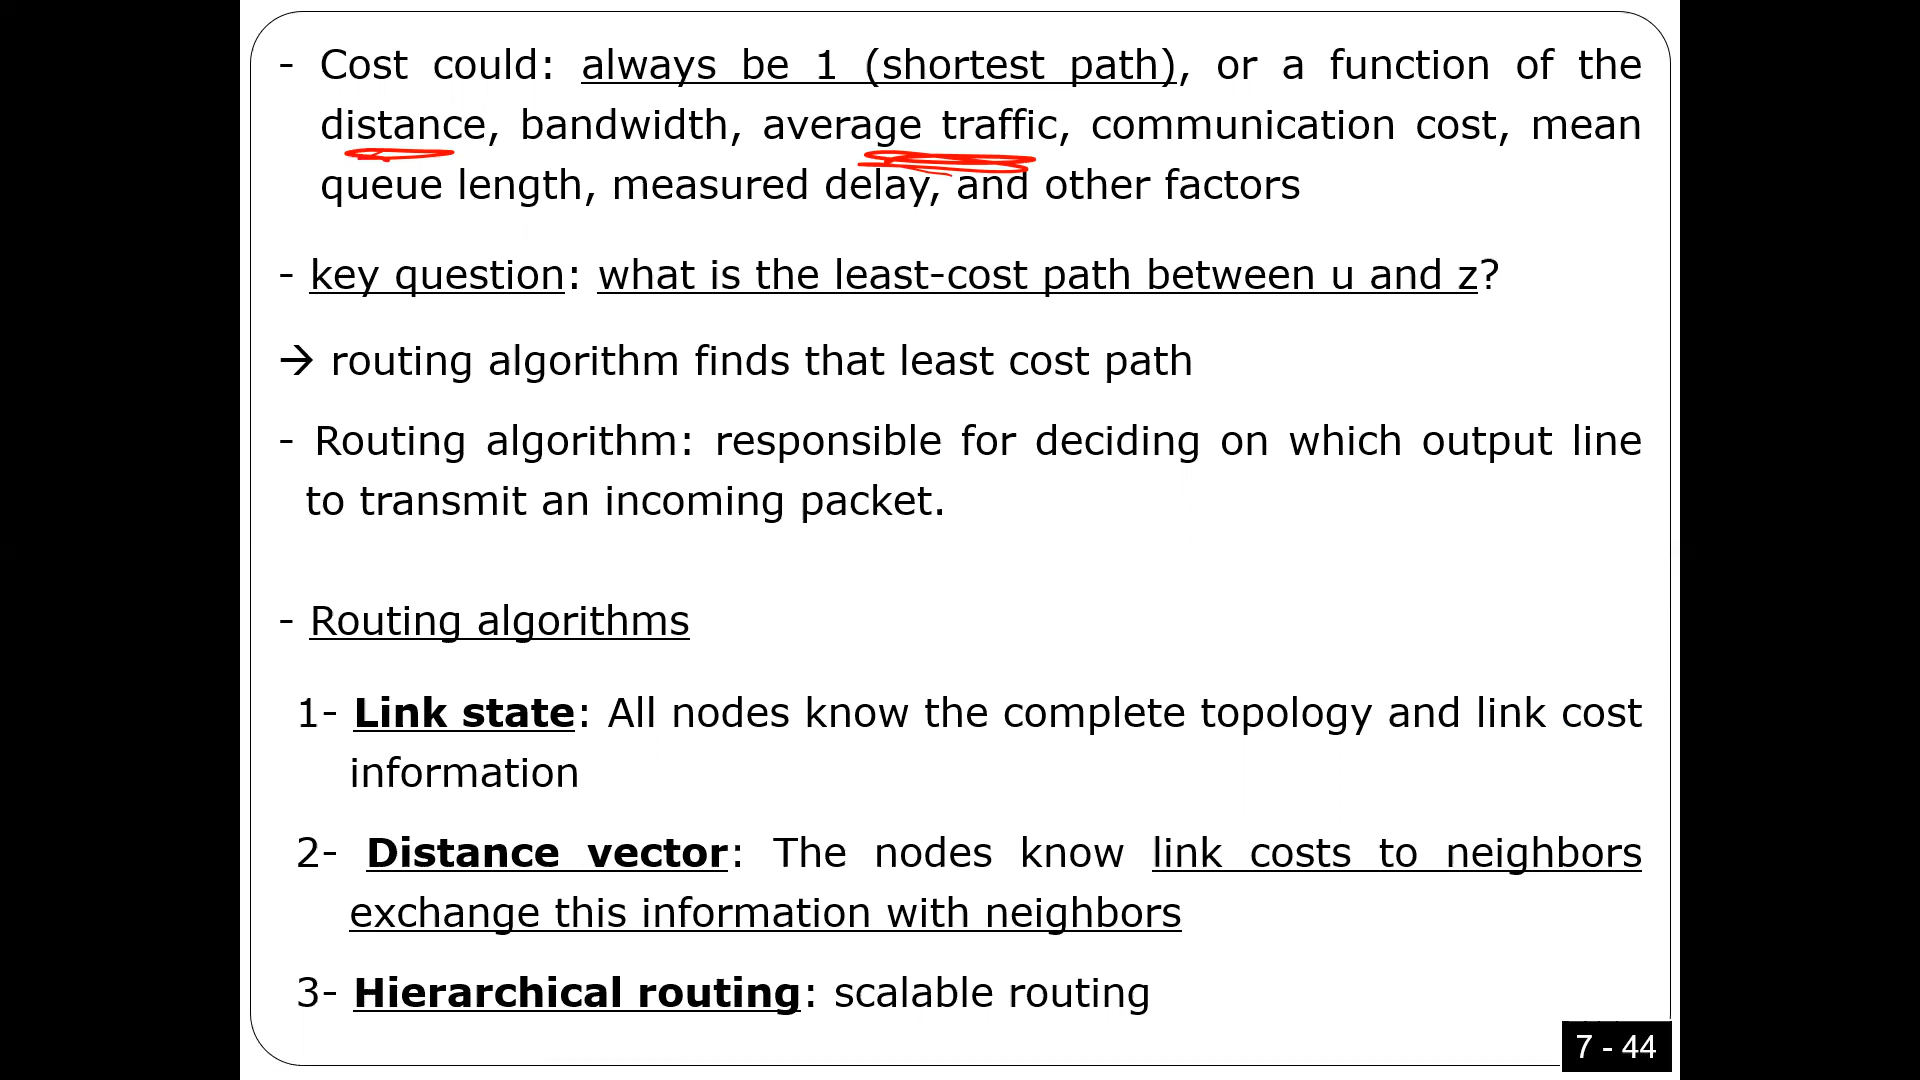 - Cost could: always be 1 (shortest path), or a function of the
distance, bandwidth, average traffic, communication cost, mean
queue length, measured delay, and other factors
- key question: what is the least-cost path between u and z?
→ routing algorithm finds that least cost path
- Routing algorithm: responsible for deciding on which output line
to transmit an incoming packet.
- Routing algorithms
1- Link state: All nodes know the complete topology and link cost
information
2- Distance vector: The nodes know link costs to neighbors
exchange this information with neighbors
3- Hierarchical routing: scalable routing
7 - 44